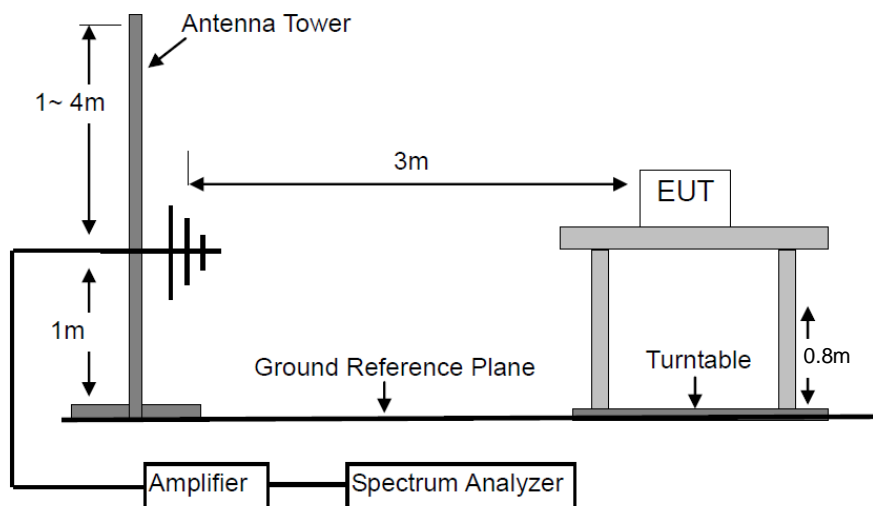 Antenna Tower
1~ 4m
3m
EUT
1m
0.8m
Ground Reference Plane
Turntable
Amplifier
Spectrum Analyzer